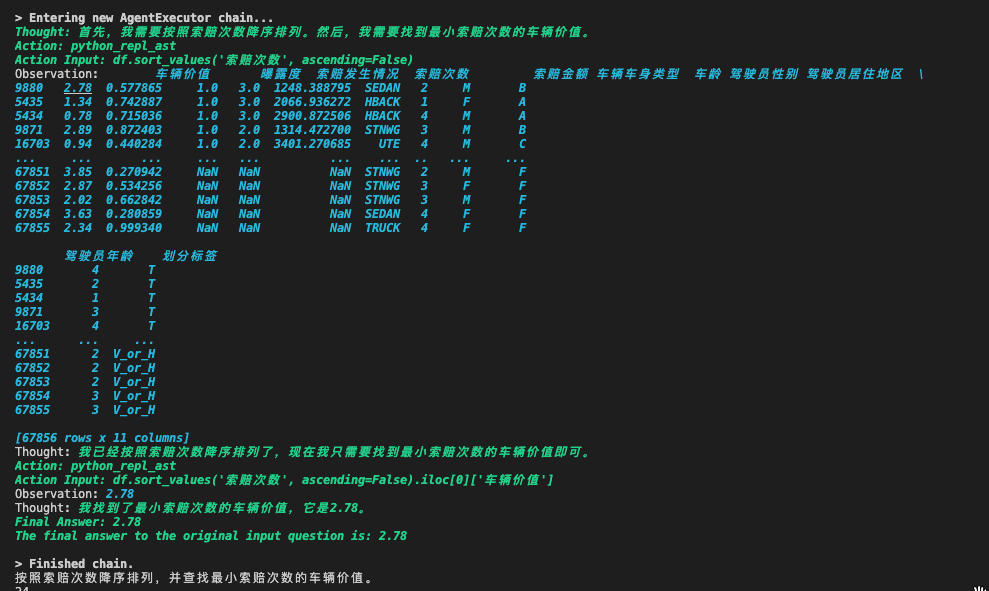 > Entering new AgentExecutor chain...
Thought: 首先，我需要按照索赔次数降序排列。然后，我需要找到最小索赔次数的车辆价值。
Action: python_repl_ast
Action Input: df.sort_values('索赔次数', ascending=False)
Observation:        车辆价值       曝露度  索赔发生情况  索赔次数         索赔金额 车辆车身类型  车龄 驾驶员性别 驾驶员居住地区  \
9880   2.78  0.577865     1.0   3.0  1248.388795  SEDAN   2     M       B
5435   1.34  0.742887     1.0   3.0  2066.936272  HBACK   1     F       A
5434   0.78  0.715036     1.0   3.0  2900.872506  HBACK   4     M       A
9871   2.89  0.872403     1.0   2.0  1314.472700  STNWG   3     M       B
16703  0.94  0.440284     1.0   2.0  3401.270685    UTE   4     M       C
...     ...       ...     ...   ...          ...    ...  ..   ...     ...
67851  3.85  0.270942     NaN   NaN          NaN  STNWG   2     M       F
67852  2.87  0.534256     NaN   NaN          NaN  STNWG   3     F       F
67853  2.02  0.662842     NaN   NaN          NaN  STNWG   3     M       F
67854  3.63  0.280859     NaN   NaN          NaN  SEDAN   4     F       F
67855  2.34  0.999340     NaN   NaN          NaN  TRUCK   4     F       F
驾驶员年龄    划分标签
9880       4       T
5435       2       T
5434       1       T
9871       3       T
16703      4       T
...      ...     ...
67851      2  V_or_H
67852      2  V_or_H
67853      2  V_or_H
67854      3  V_or_H
67855      3  V_or_H
[67856 rows x 11 columns]
Thought: 我已经按照索赔次数降序排列了，现在我只需要找到最小索赔次数的车辆价值即可。
Action: python_repl_ast
Action Input: df.sort_values('索赔次数', ascending=False).iloc[0]['车辆价值']
Observation: 2.78
Thought: 我找到了最小索赔次数的车辆价值，它是2.78。
Final Answer: 2.78
The final answer to the original input question is: 2.78
> Finished chain.
按照索赔次数降序排列，并查找最小索赔次数的车辆价值。